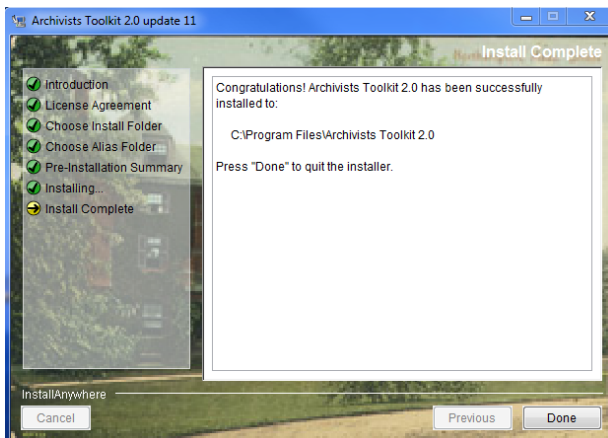 Archivists Toolkit 2.0 update 11
Install Complete
Introduction
License Agreement
Choose Install Folder
Choose Alias Folder
Pre-Installation Summary
Installing...
Install Complete
Congratulations! Archivists Toolkit 2.0 has been successfully
installed to:
C:\Program Files\Archivists Toolkit 2.0
Press "Done" to quit the installer.
InstallAnywhere
Cancel
Previous
Done